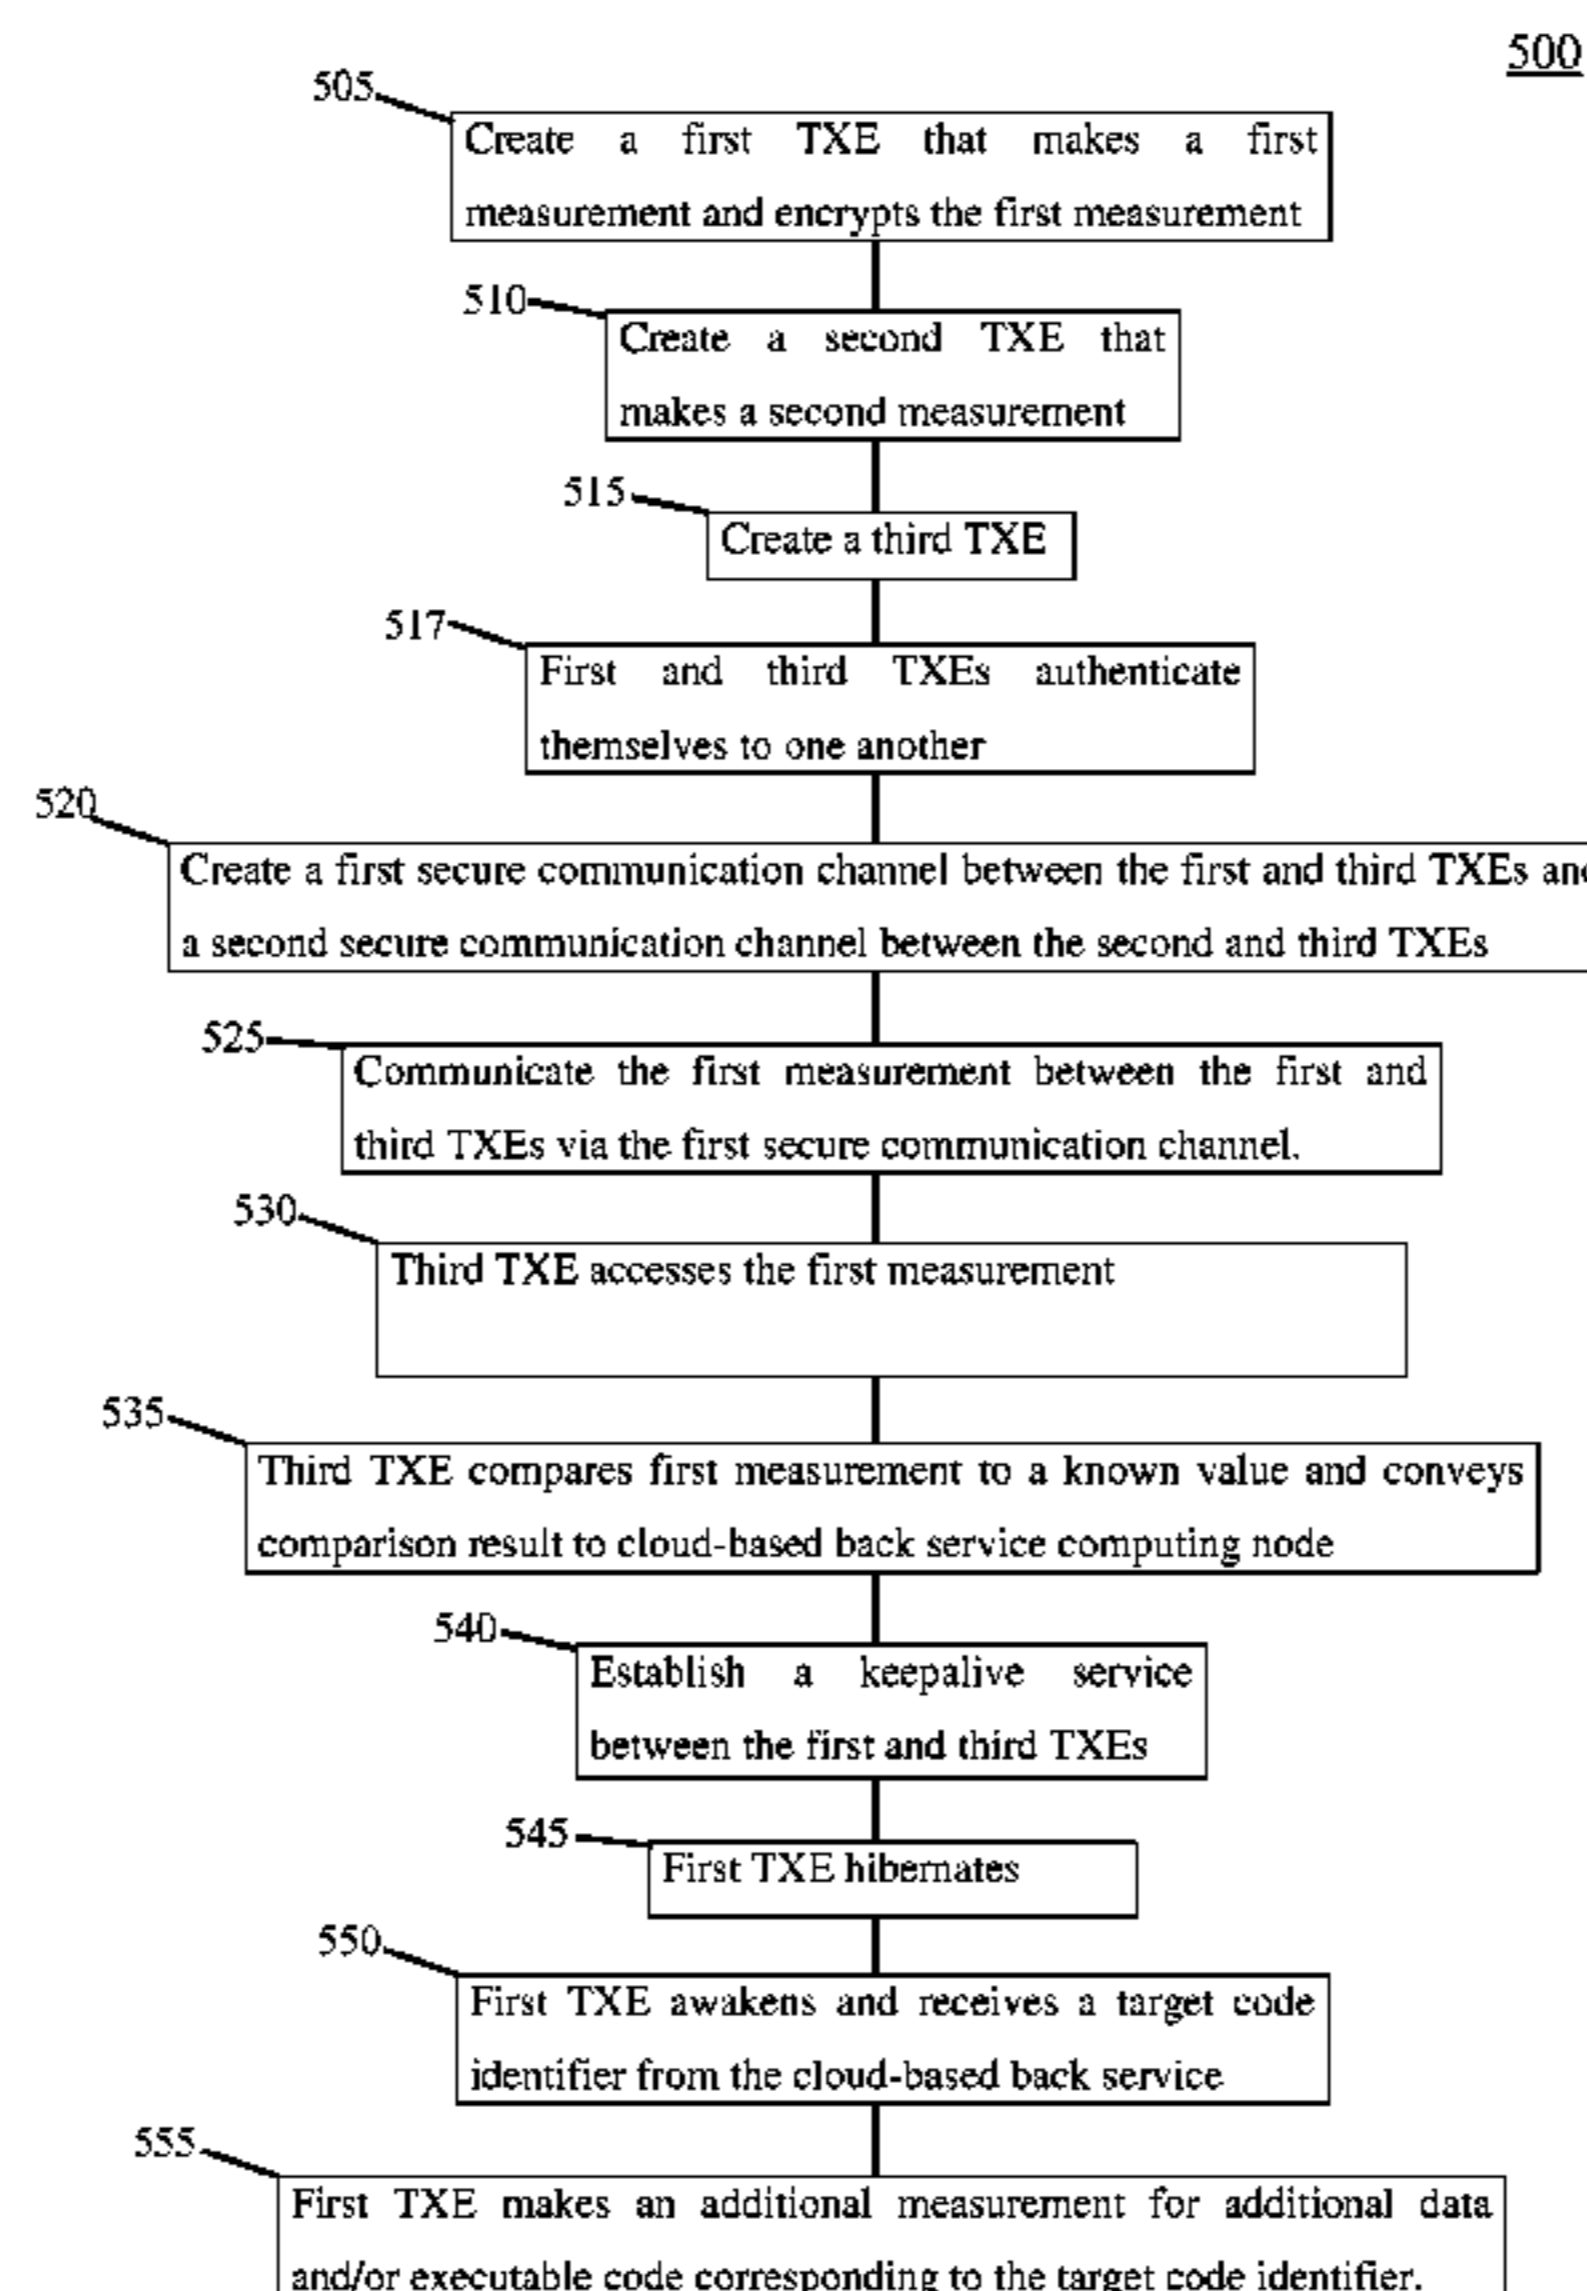 500
505
Create a first TXE that makes a first
measurement and encrypts the first measurement
510
Create a second TXE that
makes a second measurement
515
Create a third TXE
517
First and third TXEs authenticate
themselves to one another
520
Create a first secure communication channel between the first and third TXEs and
a second secure communication channel between the second and third TXEs
525
Communicate the first measurement between the first and
third TXEs via the first secure communication channel.
530
Third TXE accesses the first measurement
535
Third TXE compares first measurement to a known value and conveys
comparison result to cloud-based back service computing node
540
Establish a keepalive service
between the first and third TXEs
545
First TXE hibernates
550
First TXE awakens and receives a target code
identifier from the cloud-based back service
555
First TXE makes an additional measurement for additional data
and/or executable code corresponding to the target code identifier.